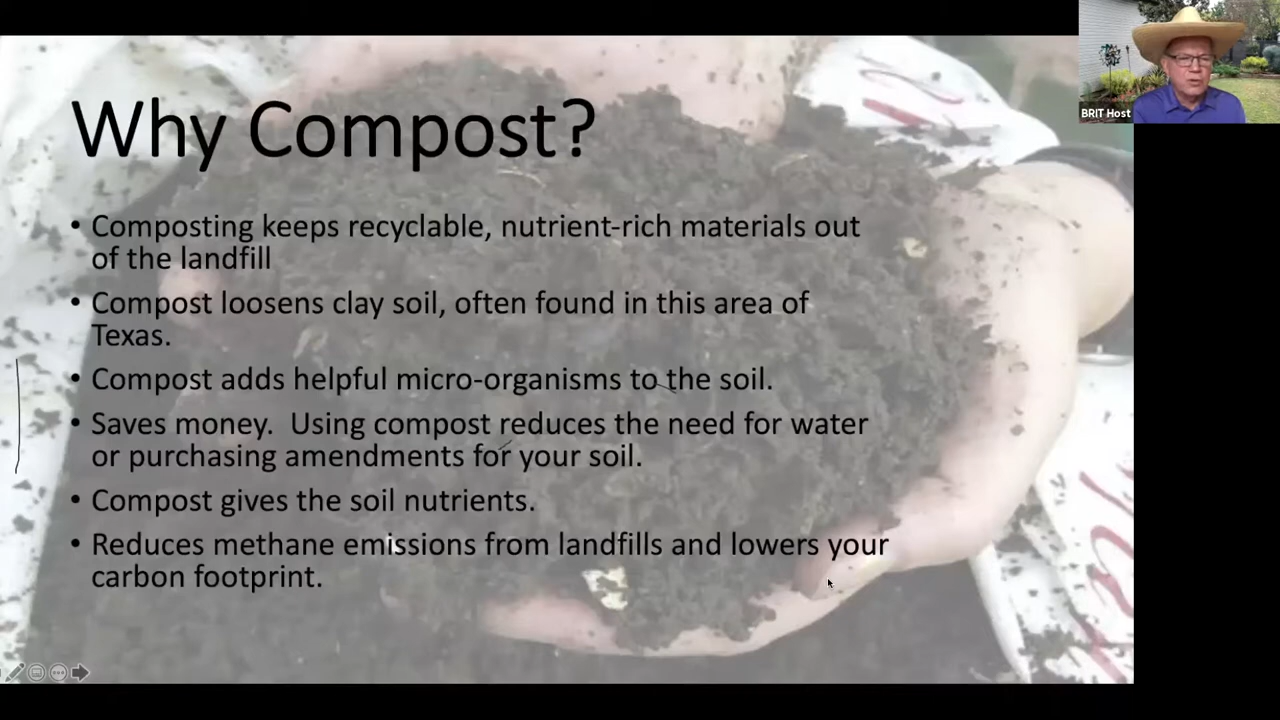 BRIT Host
Why Compost?
• Composting keeps recyclable, nutrient-rich materials out
of the landfill
• Compost loosens clay soil, often found in this area of
Texas.
• Compost adds helpful micro-organisms to the soil.
• Saves money.  Using compost reduces the need for water
or purchasing amendments for your soil.
• Compost gives the soil nutrients.
• Reduces methane emissions from landfills and lowers your
carbon footprint.